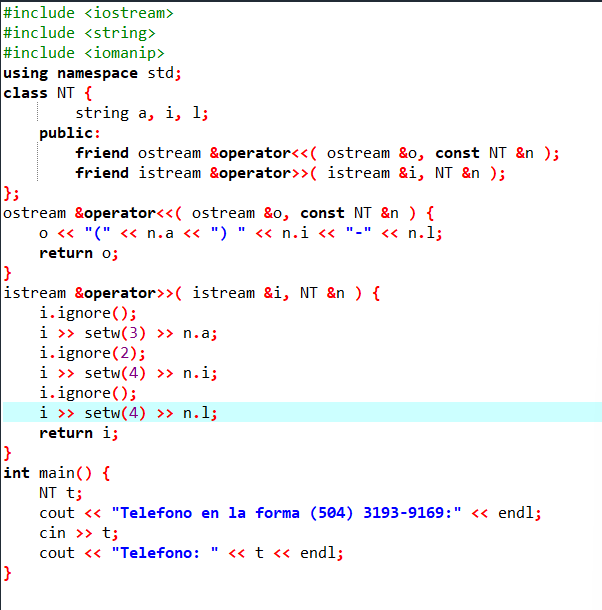 #include <iostream>
#include <string>
#include <iomanip>
using namespace std;
class NT {
        string a, i, l;
    public:
        friend ostream &operator<<( ostream &o, const NT &n );
        friend istream &operator>>( istream &i, NT &n );
};
ostream &operator<<( ostream &o, const NT &n ) {
    o << "(" << n.a << ") " << n.i << "-" << n.l;
    return o;
}
istream &operator>>( istream &i, NT &n ) {
    i.ignore();
    i >> setw(3) >> n.a;
    i.ignore(2);
    i >> setw(4) >> n.i;
    i.ignore();
    i >> setw(4) >> n.l;
    return i;
}
int main() {
    NT t;
    cout << "Telefono en la forma (504) 3193-9169:" << endl;
    cin >> t;
    cout << "Telefono: " << t << endl;
}